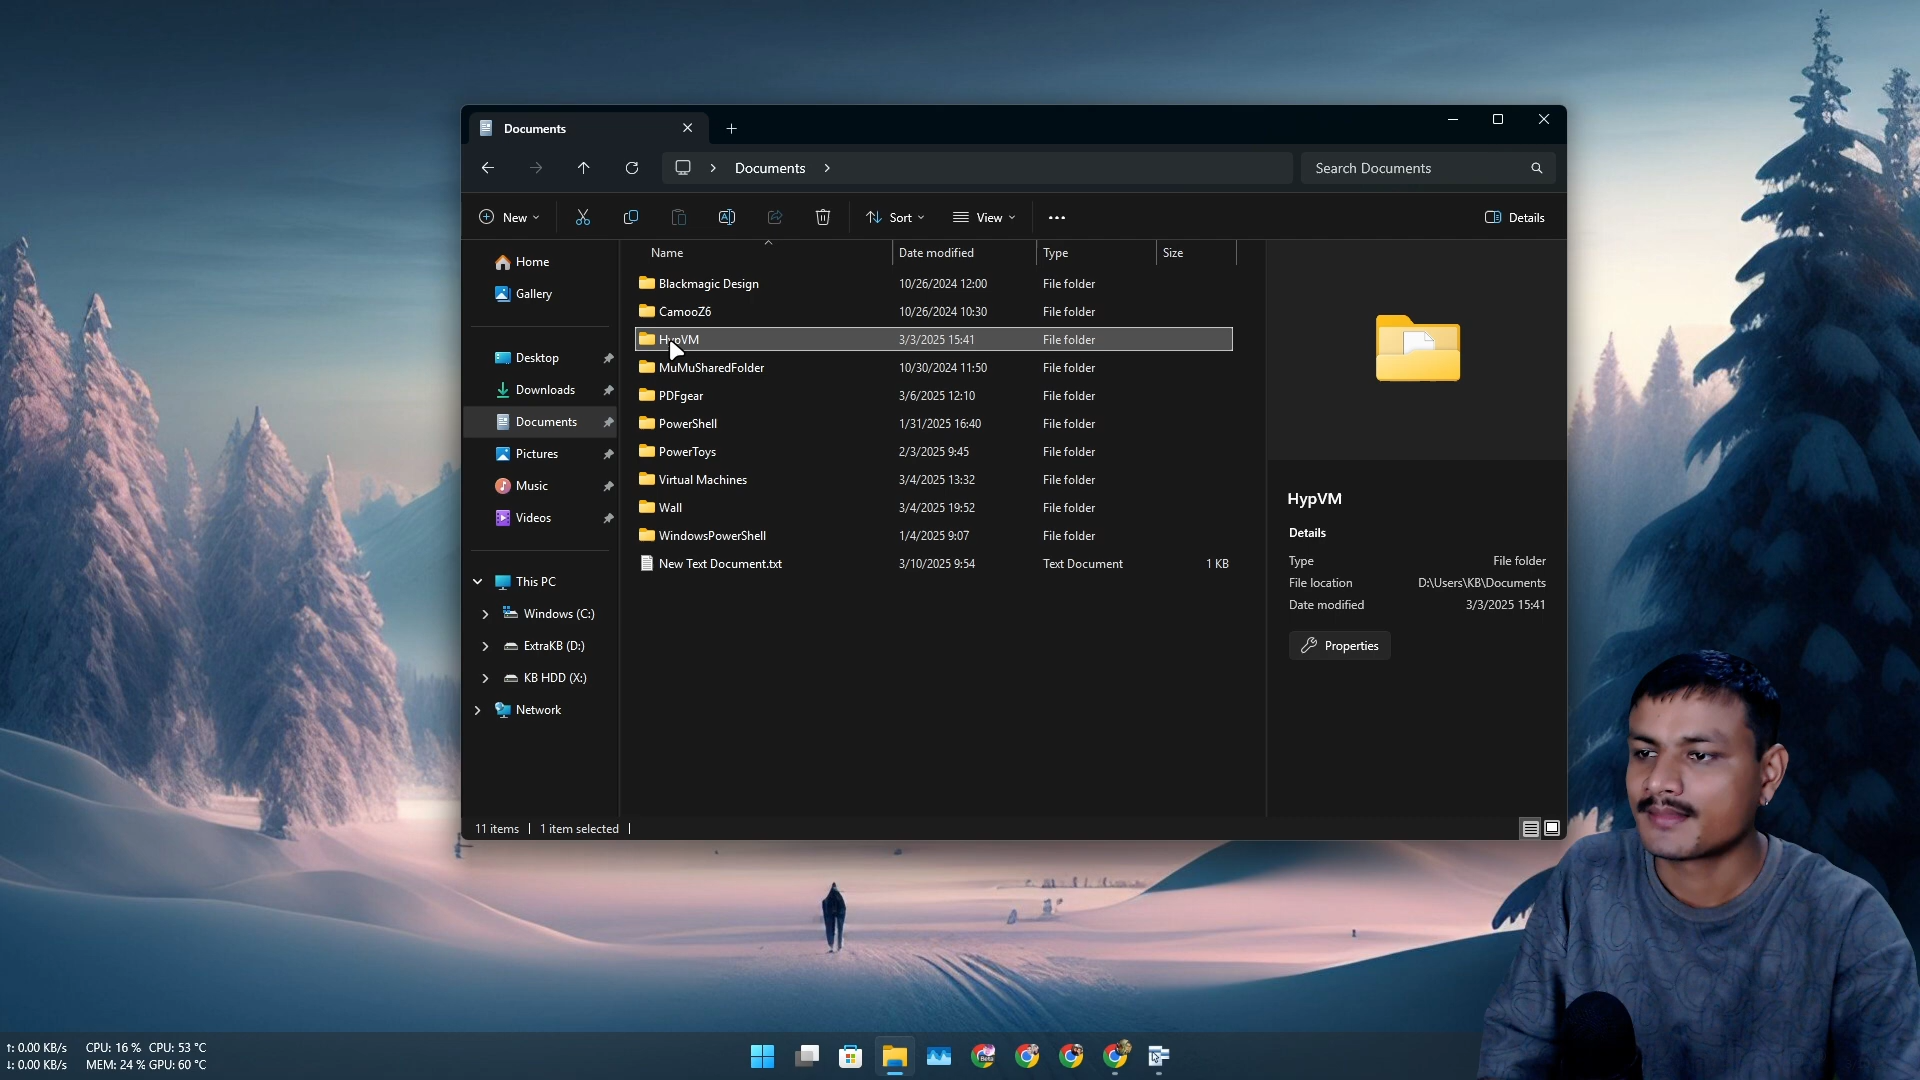 Documents
Documents
Search Documents
New
Sort
View
Details
Home
Gallery
Desktop
Downloads
Documents
Pictures
Music
Videos
This PC
Windows (C:)
ExtraKB (D:)
KB HDD (X:)
Network
Name Date modified Type Size
Blackmagic Design 10/26/2024 12:00 File folder
CamooZ6 10/26/2024 10:30 File folder
HypVM 3/3/2025 15:41 File folder
MuMuSharedFolder 10/30/2024 11:50 File folder
PDFgear 3/6/2025 12:10 File folder
PowerShell 1/31/2025 16:40 File folder
PowerToys 2/3/2025 9:45 File folder
Virtual Machines 3/4/2025 13:32 File folder
Wall 3/4/2025 19:52 File folder
WindowsPowerShell 1/4/2025 9:07 File folder
New Text Document.txt 3/10/2025 9:54 Text Document 1 KB
HypVM
Details
Type File folder
File location D:\Users\KB\Documents
Date modified 3/3/2025 15:41
Properties
11 items | 1 item selected |
↑: 0.00 KB/s CPU: 16 % CPU: 53 °C
↓: 0.00 KB/s MEM: 24 % GPU: 60 °C
Beta